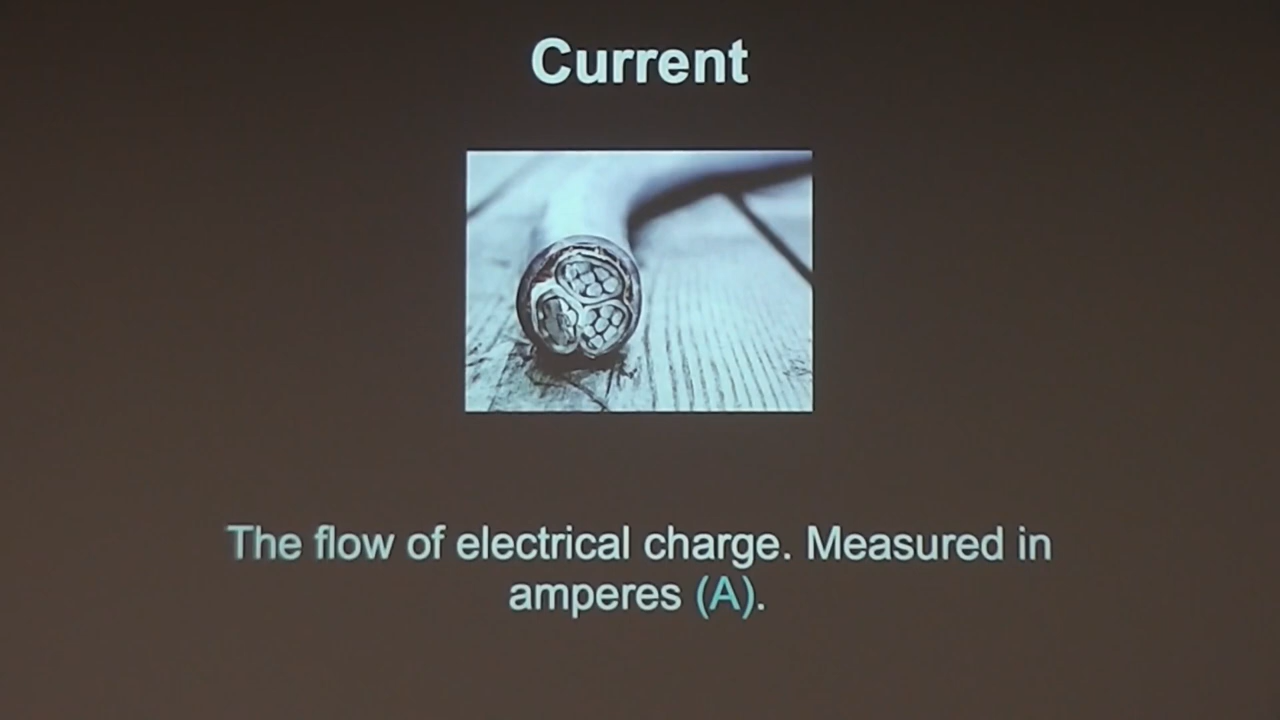 Current
The flow of electrical charge. Measured in
amperes (A).